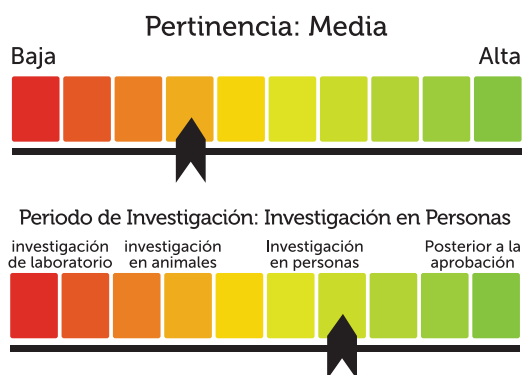 Pertinencia: Media
Baja
Alta
Periodo de Investigación: Investigación en Personas
investigación
de laboratorio
investigación
en animales
Investigación
en personas
Posterior a la
aprobación